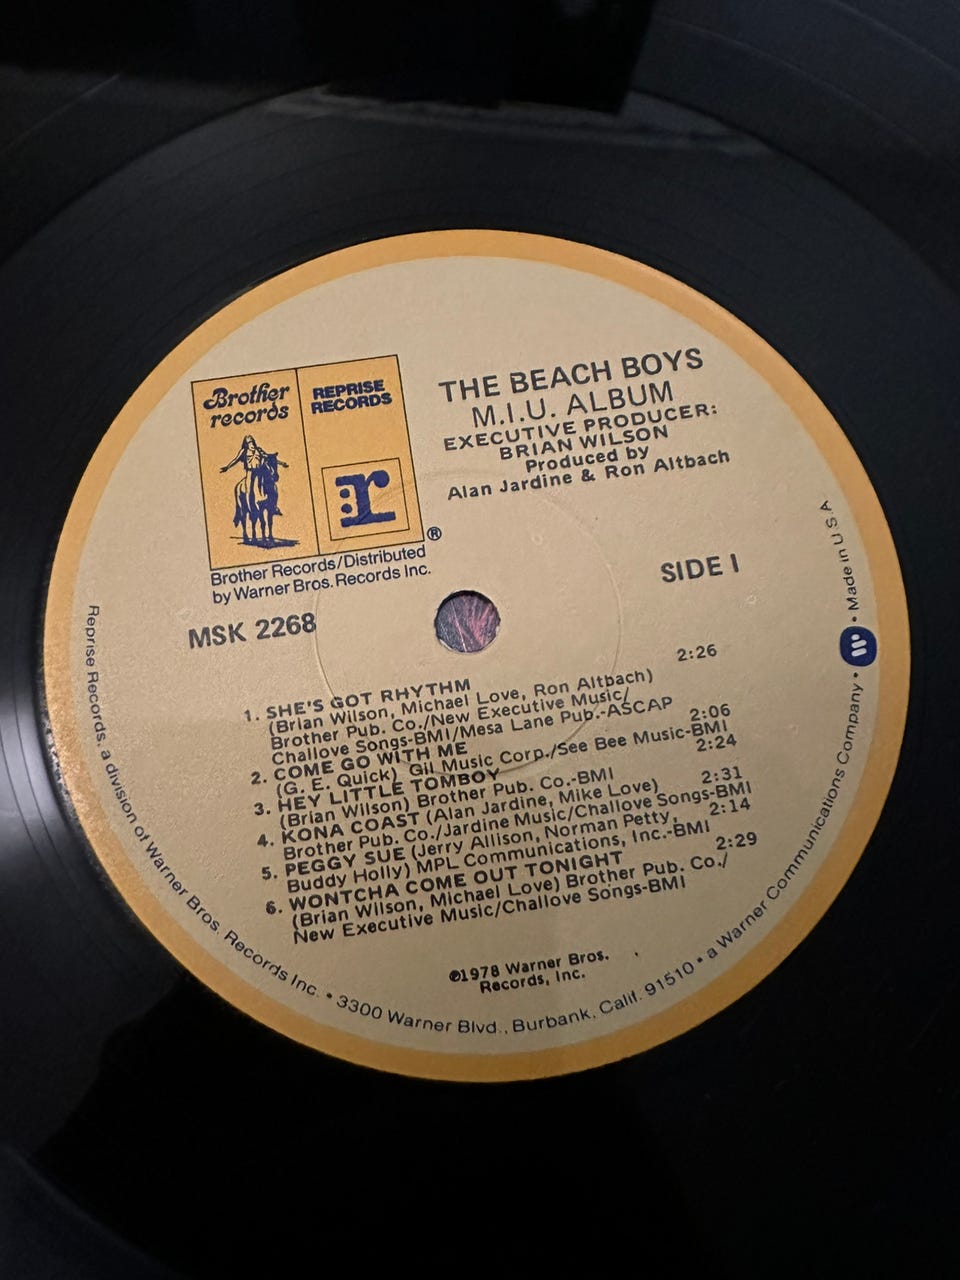 Brother
records
REPRISE
RECORDS
r
®
Brother Records/Distributed
by Warner Bros. Records Inc.
MSK 2268
THE BEACH BOYS
M.I.U. ALBUM
EXECUTIVE PRODUCER:
BRIAN WILSON
Produced by
Alan Jardine & Ron Altbach
SIDE I
1. SHE'S GOT RHYTHM 2:26
(Brian Wilson, Michael Love, Ron Altbach)
Brother Pub. Co./New Executive Music/
Challove Songs-BMI/Mesa Lane Pub.-ASCAP
2. COME GO WITH ME 2:06
(G. E. Quick) Gil Music Corp./See Bee Music-BMI
3. HEY LITTLE TOMBOY 2:24
(Brian Wilson) Brother Pub. Co.-BMI
4. KONA COAST (Alan Jardine, Mike Love) 2:31
Brother Pub. Co./Jardine Music/Challove Songs-BMI
5. PEGGY SUE (Jerry Allison, Norman Petty, 2:14
Buddy Holly) MPL Communications, Inc.-BMI
6. WONTCHA COME OUT TONIGHT 2:29
(Brian Wilson, Michael Love) Brother Pub. Co./
New Executive Music/Challove Songs-BMI
℗1978 Warner Bros.
Records, Inc.
Reprise Records, a division of Warner Bros. Records Inc. • 3300 Warner Blvd., Burbank, Calif. 91510 • a Warner Communications Company • W • Made in U.S.A